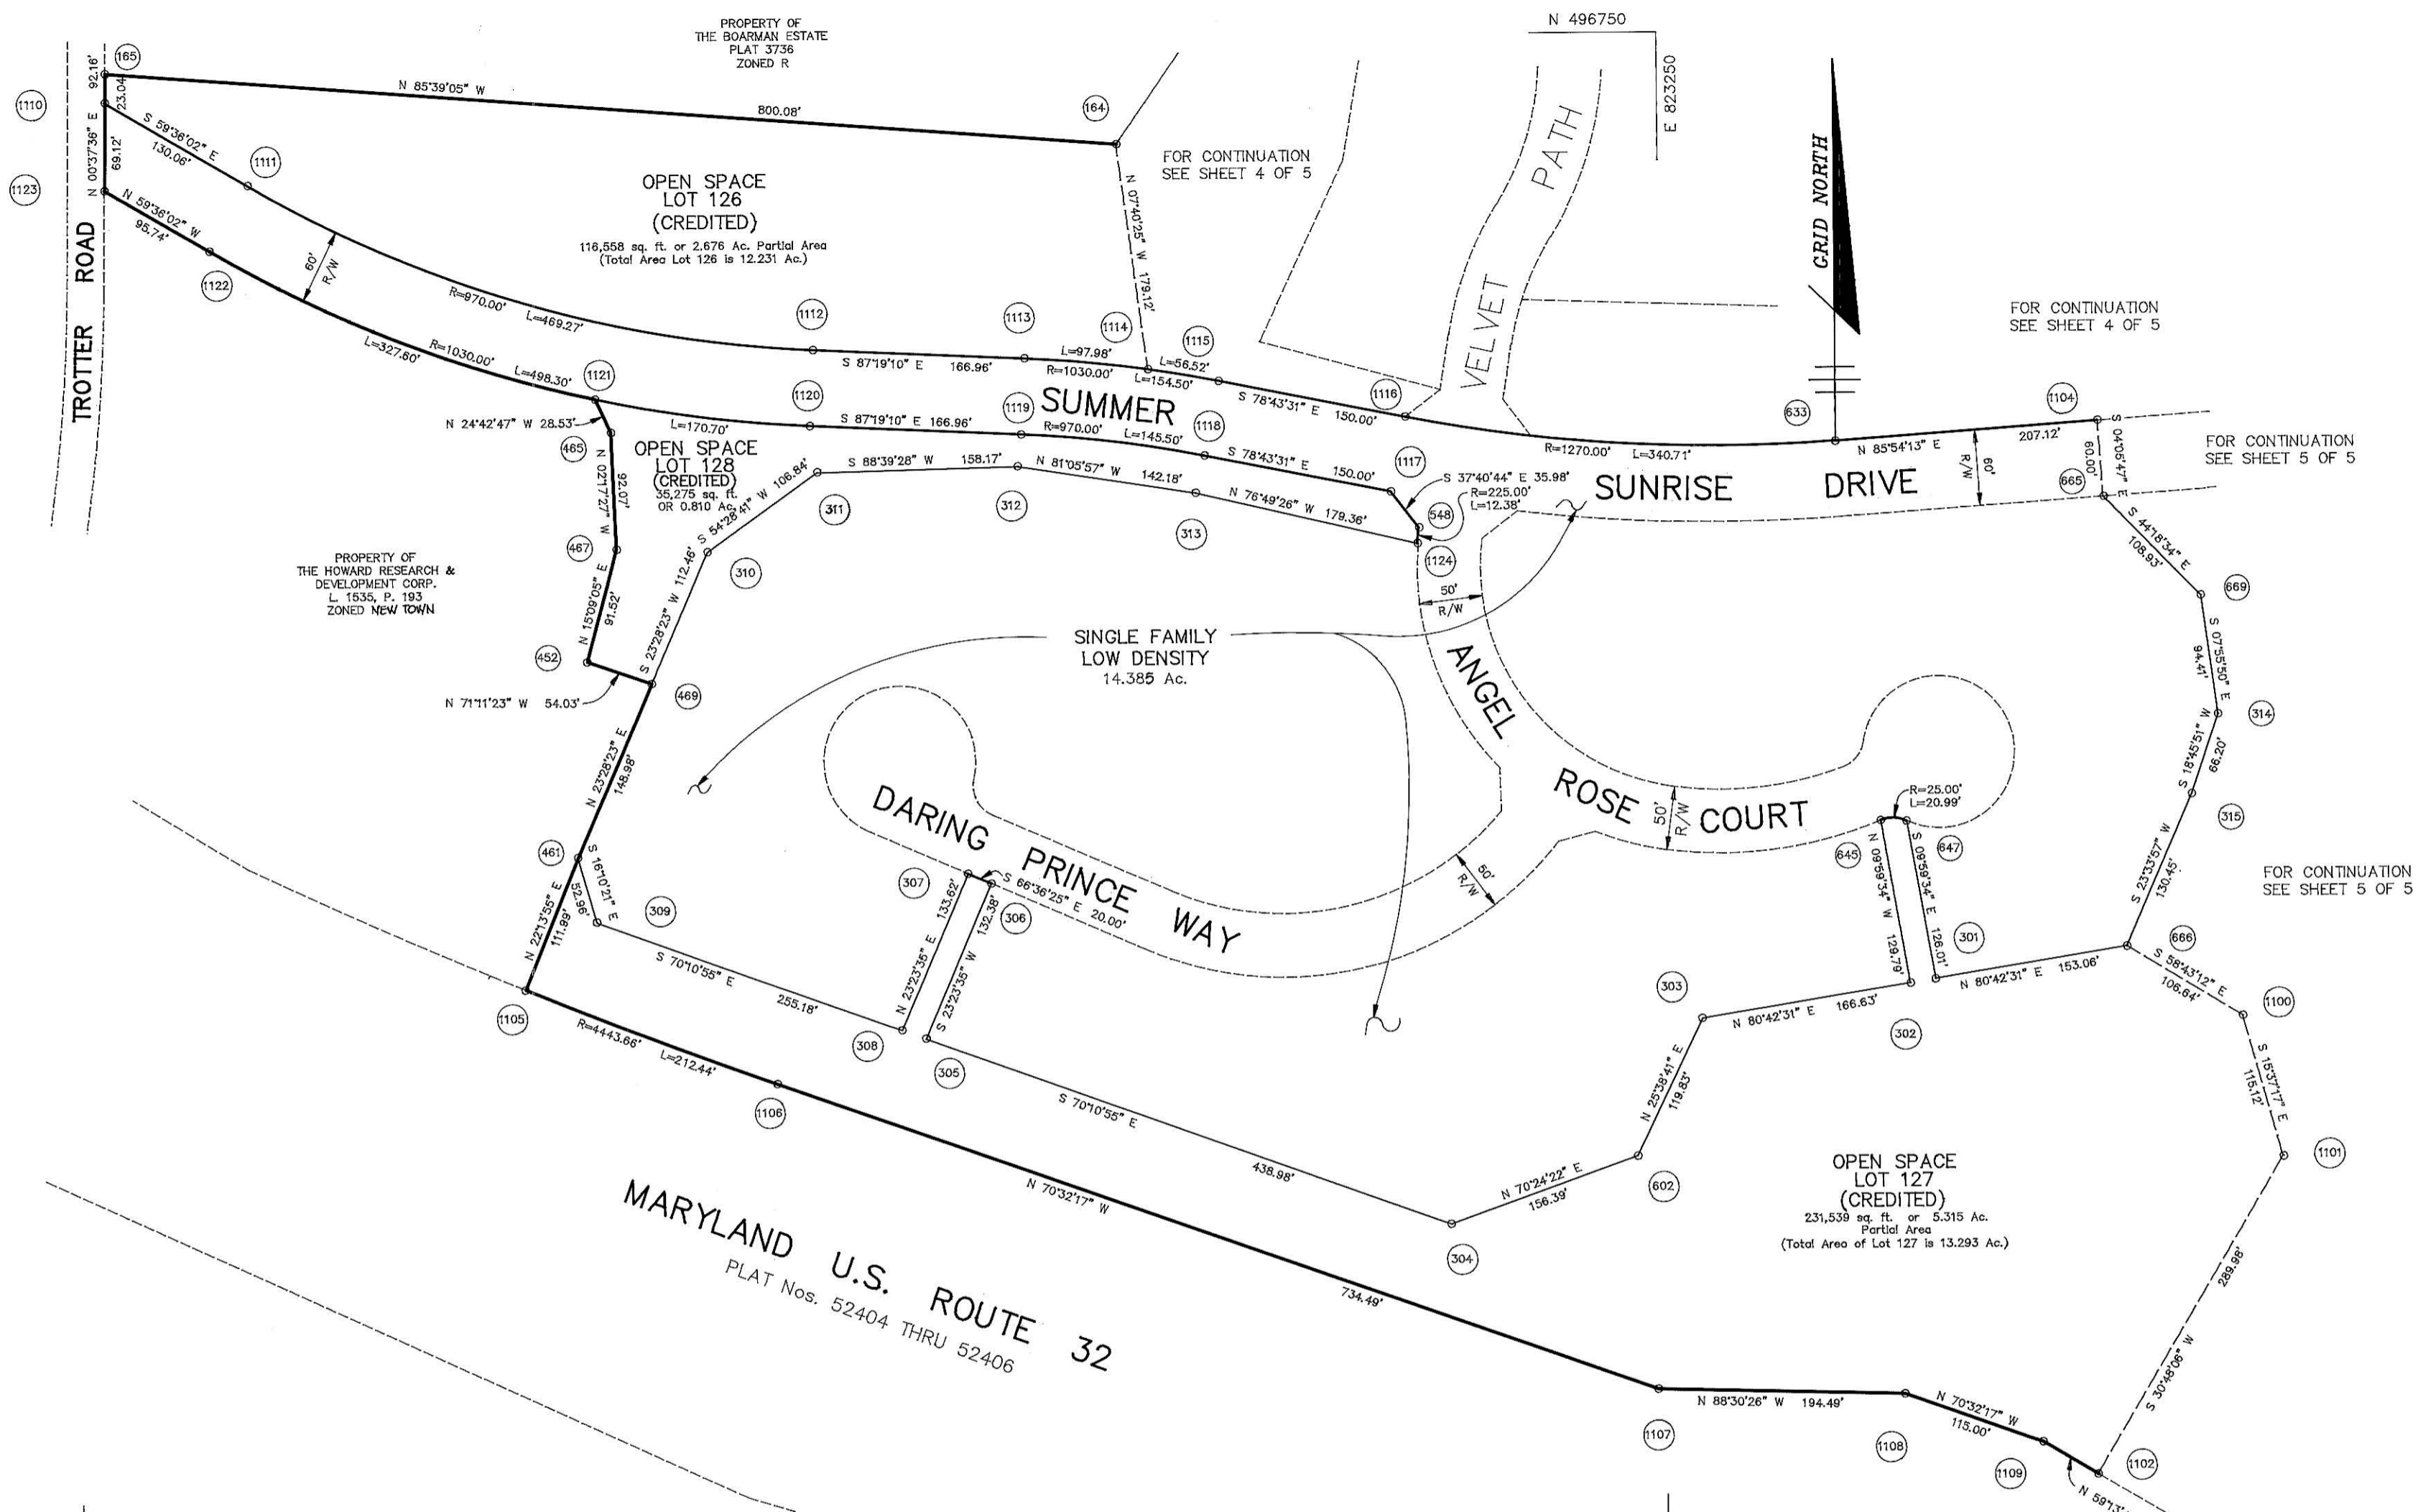 PROPERTY OF
THE BOARMAN ESTATE
PLAT 3736
ZONED R
N 496750
E 823250
165
92.16'
23.04'
1110
N 00°37'36" E
69.12'
1123
N 85°39'05" W
800.08'
164
S 59°36'02" E
130.06'
1111
N 59°36'02" W
95.74'
1122
TROTTER ROAD
60'
R/W
OPEN SPACE
LOT 126
(CREDITED)
116,558 sq. ft. or 2.676 Ac. Partial Area
(Total Area Lot 126 is 12.231 Ac.)
FOR CONTINUATION
SEE SHEET 4 OF 5
N 07°40'25" W 179.12'
VELVET PATH
GRID NORTH
FOR CONTINUATION
SEE SHEET 4 OF 5
R=970.00'
L=469.27'
R=1030.00'
L=327.60'
L=498.30'
1121
1112
1113
1114
1115
S 87°19'10" E 166.96'
L=97.98'
R=1030.00'
L=56.52'
L=154.50'
S 78°43'31" E 150.00'
1116
633
1104
R=1270.00' L=340.71'
N 85°54'13" E
207.12'
S 04°05'47" E
60.00'
60'
R/W
665
FOR CONTINUATION
SEE SHEET 5 OF 5
SUMMER SUNRISE DRIVE
1120
1119
1118
1117
L=170.70'
S 87°19'10" E 166.96'
R=970.00'
L=145.50'
S 78°43'31" E
150.00'
S 37°40'44" E 35.98'
R=225.00'
L=12.38'
548
1124
N 24°42'47" W 28.53'
465
N 02°17'27" W
92.07'
467
OPEN SPACE
LOT 128
(CREDITED)
35,275 sq. ft.
OR 0.810 Ac.
S 54°28'41" W 106.84'
S 88°39'28" W 158.17'
N 81°05'57" W
142.18'
N 76°49'26" W 179.36'
311
312
313
310
S 23°28'23" W 112.46'
N 15°09'05" E
91.52'
452
469
N 71°11'23" W 54.03'
PROPERTY OF
THE HOWARD RESEARCH &
DEVELOPMENT CORP.
L. 1535, P. 193
ZONED NEW TOWN
SINGLE FAMILY
LOW DENSITY
14.385 Ac.
50'
R/W
ANGEL ROSE COURT
S 44°18'34" E
108.93'
669
S 07°55'50" E
94.41'
314
S 18°45'51" W
66.20'
315
S 23°33'57" W
130.45'
666
N 23°28'23" E
148.98'
461
S 16°10'21" E
52.96'
309
N 22°13'55" E
111.99'
1105
DARING PRINCE WAY
307
306
S 66°36'25" E 20.00'
133.62'
N 23°23'35" E
132.38'
S 23°23'35" W
50'
R/W
50'
R/W
R=25.00'
L=20.99'
645
647
N 09°59'34" W 129.79'
S 09°59'34" E 126.01'
301
FOR CONTINUATION
SEE SHEET 5 OF 5
S 70°10'55" E
255.18'
308
305
R=4443.66'
L=212.44'
1106
303
N 80°42'31" E 166.63'
302
N 80°42'31" E 153.06'
S 58°43'12" E
106.64'
1100
S 15°37'17" E
115.12'
1101
N 25°38'41" E
119.83'
602
S 70°10'55" E
438.98'
N 70°24'22" E
156.39'
304
OPEN SPACE
LOT 127
(CREDITED)
231,539 sq. ft. or 5.315 Ac.
Partial Area
(Total Area of Lot 127 is 13.293 Ac.)
N 70°32'17" W
734.49'
MARYLAND U.S. ROUTE 32
PLAT Nos. 52404 THRU 52406
289.98'
S 30°48'06" W
N 88°30'26" W 194.49'
N 70°32'17" W
115.00'
1107
1108
1109
1102